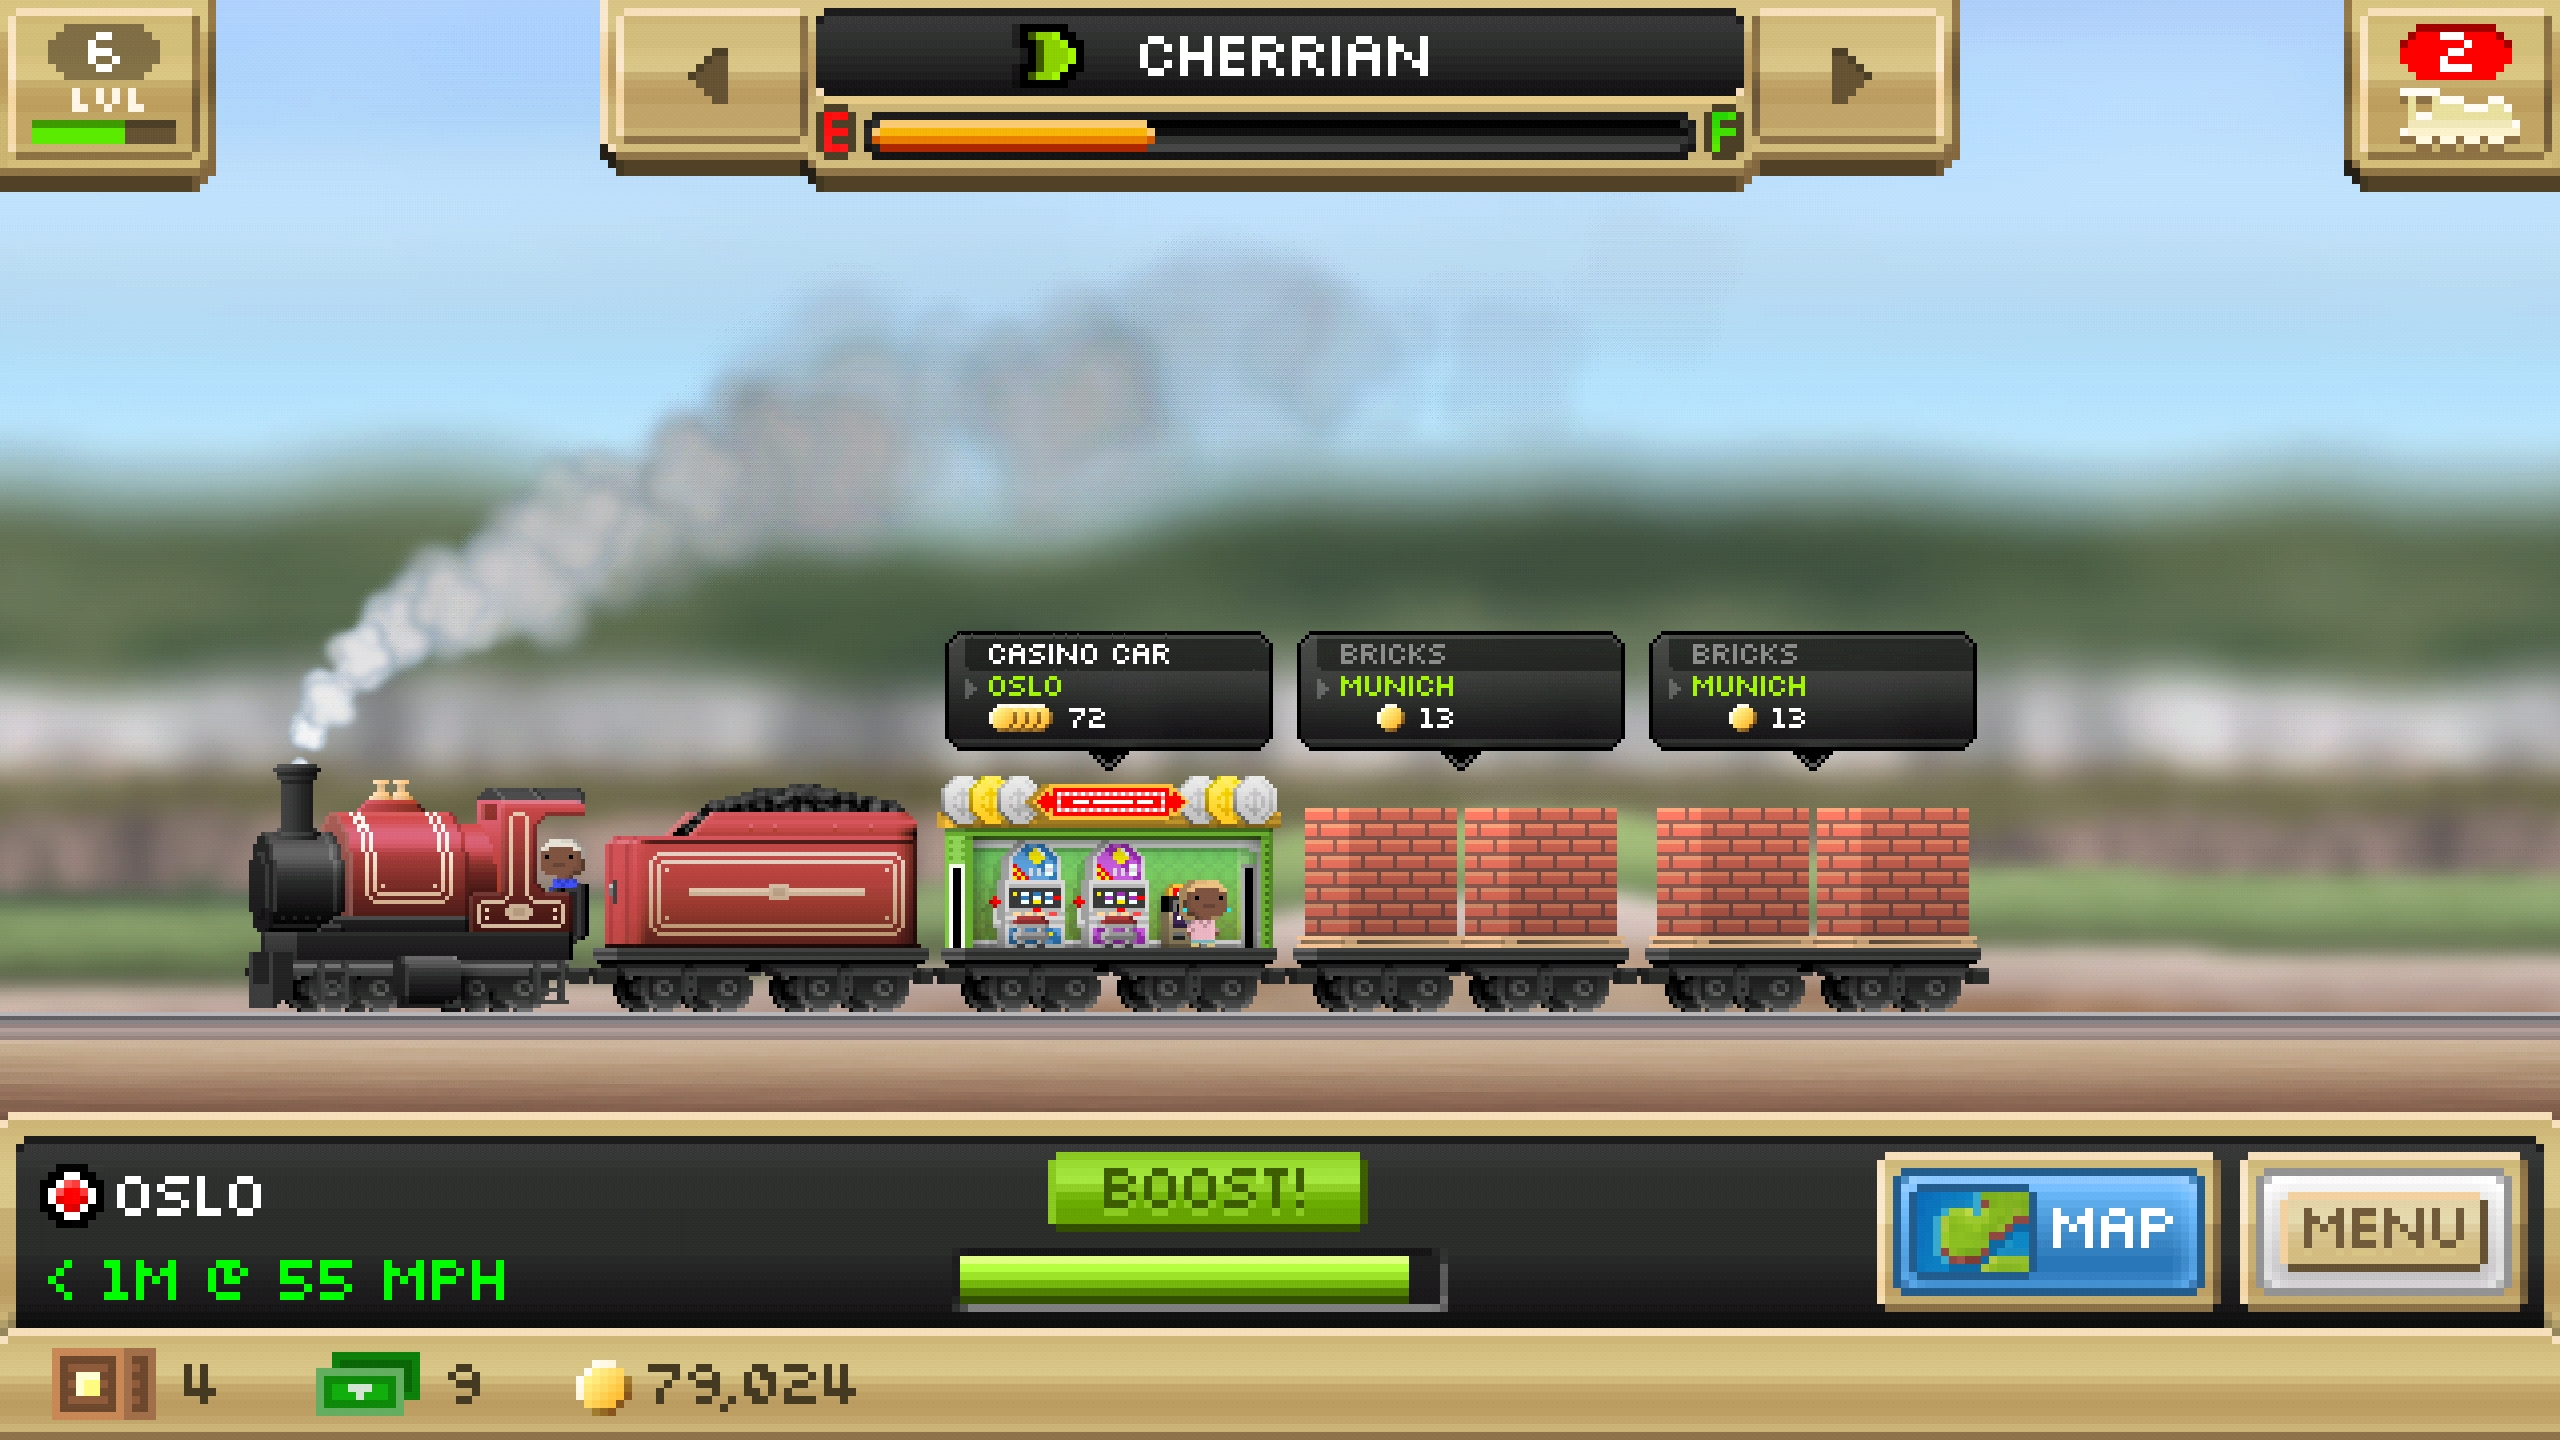 6
LVL
CHERRIAN
E F
2
CASINO CAR
OSLO
72
BRICKS
MUNICH
13
BRICKS
MUNICH
13
OSLO
< 1M @ 55 MPH
BOOST!
MAP
MENU
4
9
79,024